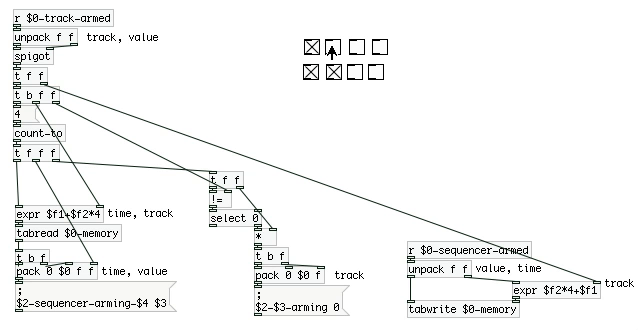 r $0-track-armed
unpack f f track, value
spigot
t f f
t b f f
4
count-to
t f f f
t f f
!=
select 0
expr $f1+$f2*4 time, track
tabread $0-memory
*
t b f
t b f
pack 0 $0 f f time, value
pack 0 $0 f track
;
$2-sequencer-arming-$4 $3
;
$2-$3-arming 0
r $0-sequencer-armed
unpack f f value, time
expr $f2*4+$f1 track
tabwrite $0-memory